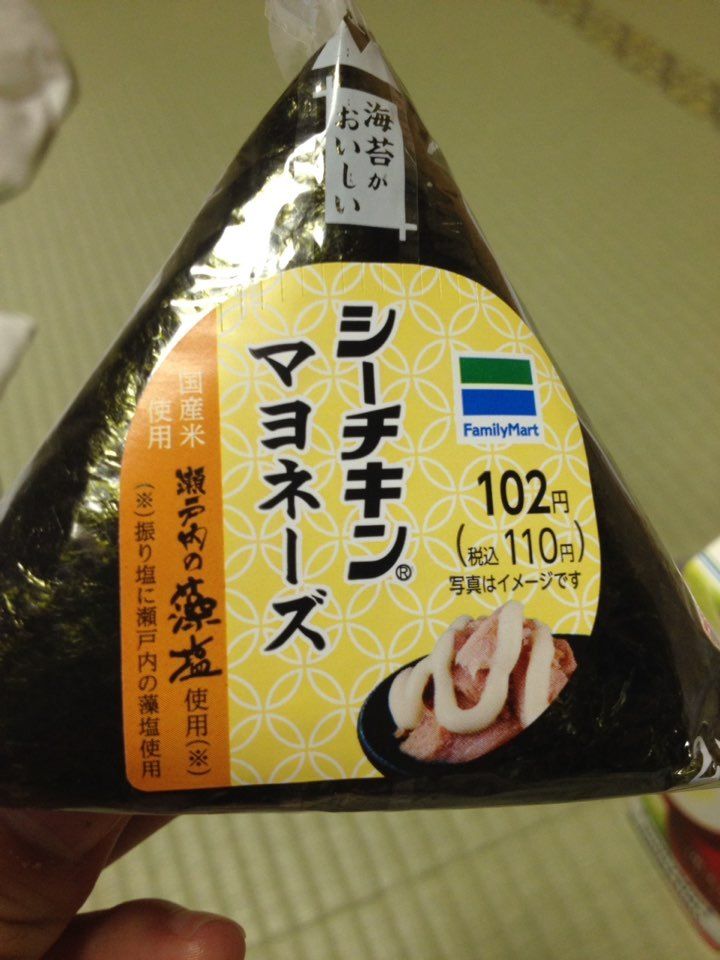 海苔が
おいしい
シーチキン®
マヨネーズ
FamilyMart
102円
(税込 110円)
写真はイメージです
国産米
使用
瀬戸内の藻塩使用(※)
(※)振り塩に瀬戸内の藻塩使用